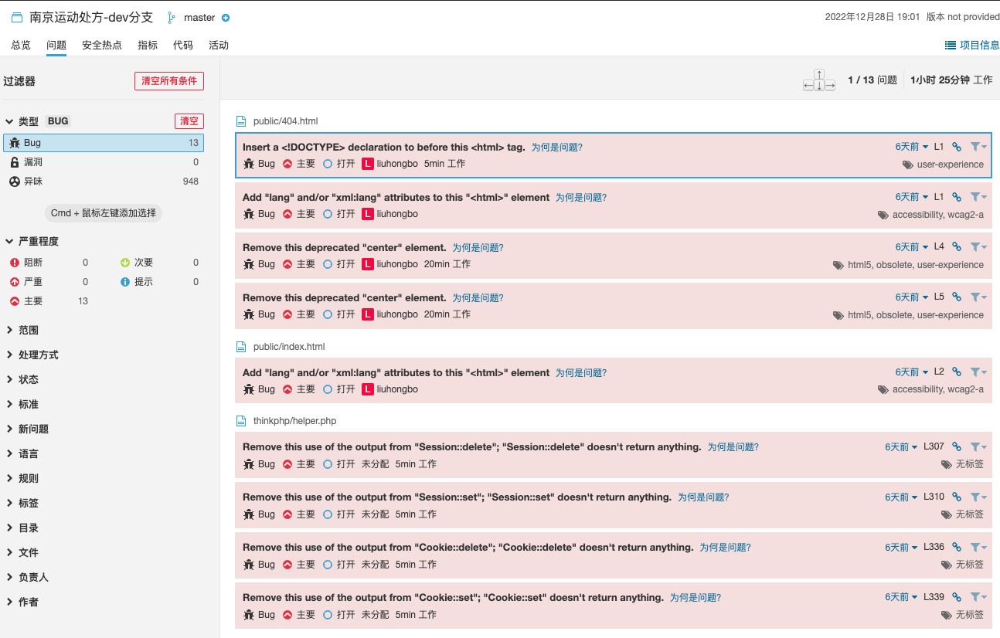 南京运动处方-dev分支 master 2022年12月28日 19:01 版本 not provided
总览 问题 安全热点 指标 代码 活动 项目信息
过滤器 清空所有条件 1 / 13 问题 1小时 25分钟 工作
类型 BUG 清空
Bug 13
漏洞 0
异味 948
Cmd + 鼠标左键添加选择
严重程度
阻断 0 次要 0
严重 0 提示 0
主要 13
范围
处理方式
状态
标准
新问题
语言
规则
标签
目录
文件
负责人
作者
public/404.html
Insert a <!DOCTYPE> declaration to before this <html> tag. 为何是问题? 6天前 L1
Bug 主要 打开 L liuhongbo 5min 工作 user-experience
Add "lang" and/or "xml:lang" attributes to this "<html>" element 为何是问题? 6天前 L1
Bug 主要 打开 L liuhongbo accessibility, wcag2-a
Remove this deprecated "center" element. 为何是问题? 6天前 L4
Bug 主要 打开 L liuhongbo 20min 工作 html5, obsolete, user-experience
Remove this deprecated "center" element. 为何是问题? 6天前 L5
Bug 主要 打开 L liuhongbo 20min 工作 html5, obsolete, user-experience
public/index.html
Add "lang" and/or "xml:lang" attributes to this "<html>" element 为何是问题? 6天前 L2
Bug 主要 打开 L liuhongbo accessibility, wcag2-a
thinkphp/helper.php
Remove this use of the output from "Session::delete"; "Session::delete" doesn't return anything. 为何是问题? 6天前 L307
Bug 主要 打开 未分配 5min 工作 无标签
Remove this use of the output from "Session::set"; "Session::set" doesn't return anything. 为何是问题? 6天前 L310
Bug 主要 打开 未分配 5min 工作 无标签
Remove this use of the output from "Cookie::delete"; "Cookie::delete" doesn't return anything. 为何是问题? 6天前 L336
Bug 主要 打开 未分配 5min 工作 无标签
Remove this use of the output from "Cookie::set"; "Cookie::set" doesn't return anything. 为何是问题? 6天前 L339
Bug 主要 打开 未分配 5min 工作 无标签